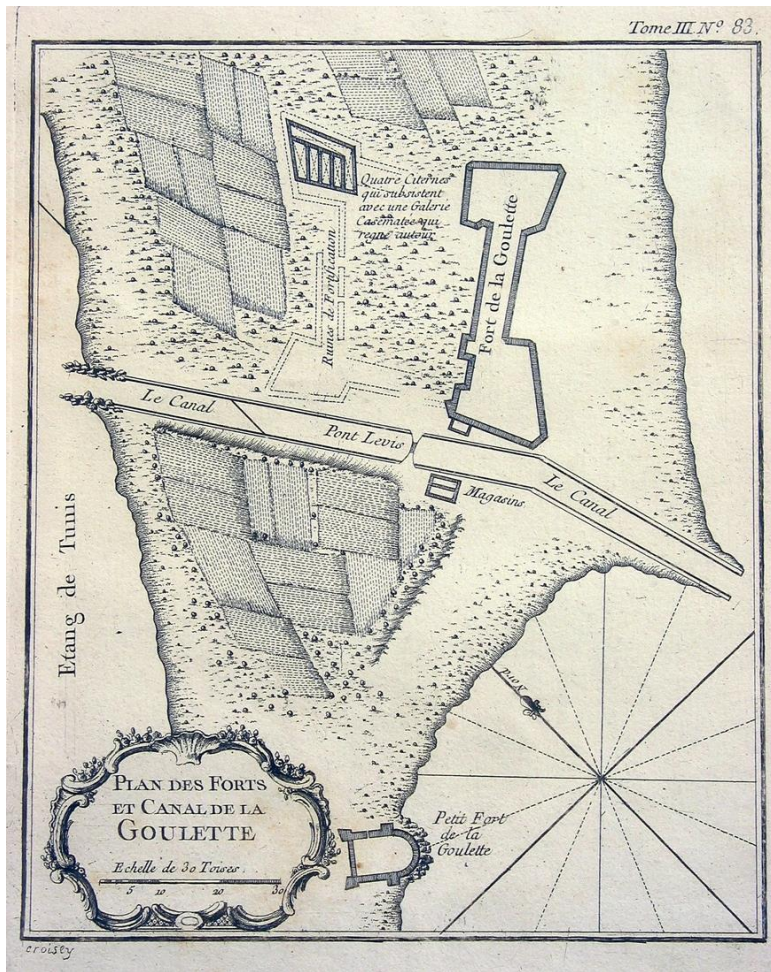 Tome III. Nº 83.
Quatre Citernes
qui subsistent
avec une Galerie
Casematée qui
regne autour
Fort de la Goulette
Ruines de Fortification
Le Canal
Pont Levis
Le Canal
Magasins
Etang de Tunis
Nord
PLAN DES FORTS
ET CANAL DE LA
GOULETTE
Echelle de 30 Toises.
5 10 20 30
Petit Fort
de la
Goulette
croisey